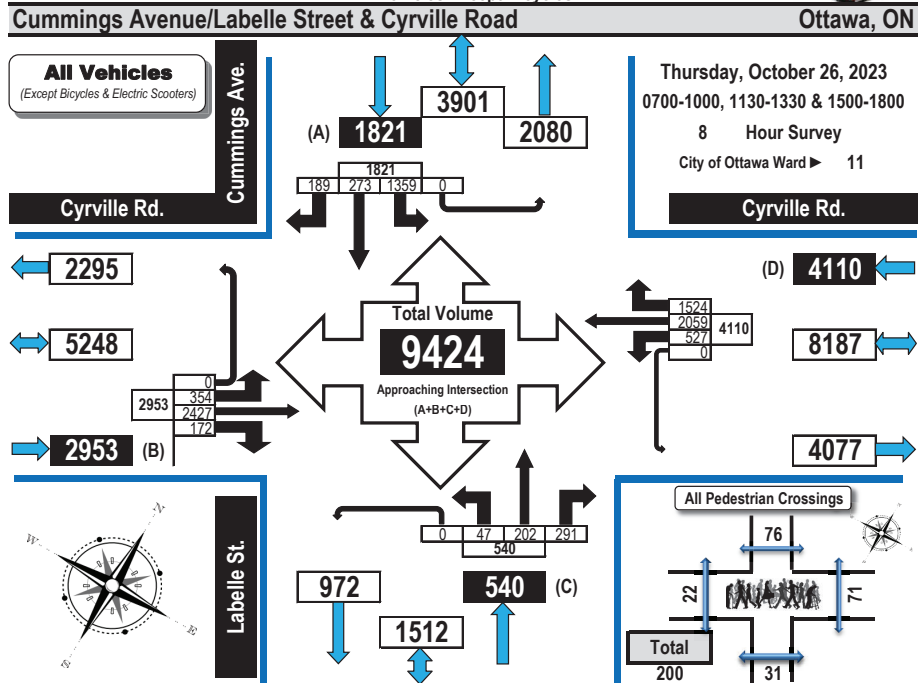 Cummings Avenue/Labelle Street & Cyrville Road
Ottawa, ON
All Vehicles
(Except Bicycles & Electric Scooters)
Cummings Ave.
Cyrville Rd.
3901
(A) 1821
2080
1821
189 273 1359 0
Thursday, October 26, 2023
0700-1000, 1130-1330 & 1500-1800
8 Hour Survey
City of Ottawa Ward ► 11
Cyrville Rd.
2295
5248
2953 (B)
0
354
2953
2427
172
Total Volume
9424
Approaching Intersection
(A+B+C+D)
1524
2059
4110
527
0
(D) 4110
8187
4077
N
W
E
S
Labelle St.
0 47 202 291
540
972
540 (C)
1512
All Pedestrian Crossings
76
22
71
Total
200
31